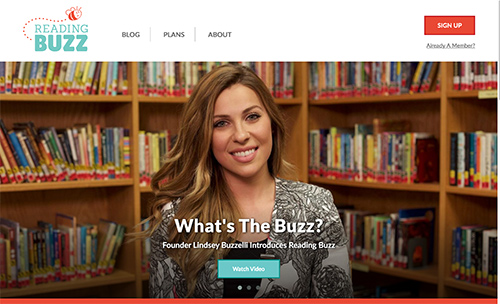 READING
BUZZ
BLOG
PLANS
ABOUT
SIGN UP
Already A Member?
What's The Buzz?
Founder Lindsey Buzzelli Introduces Reading Buzz
Watch Video